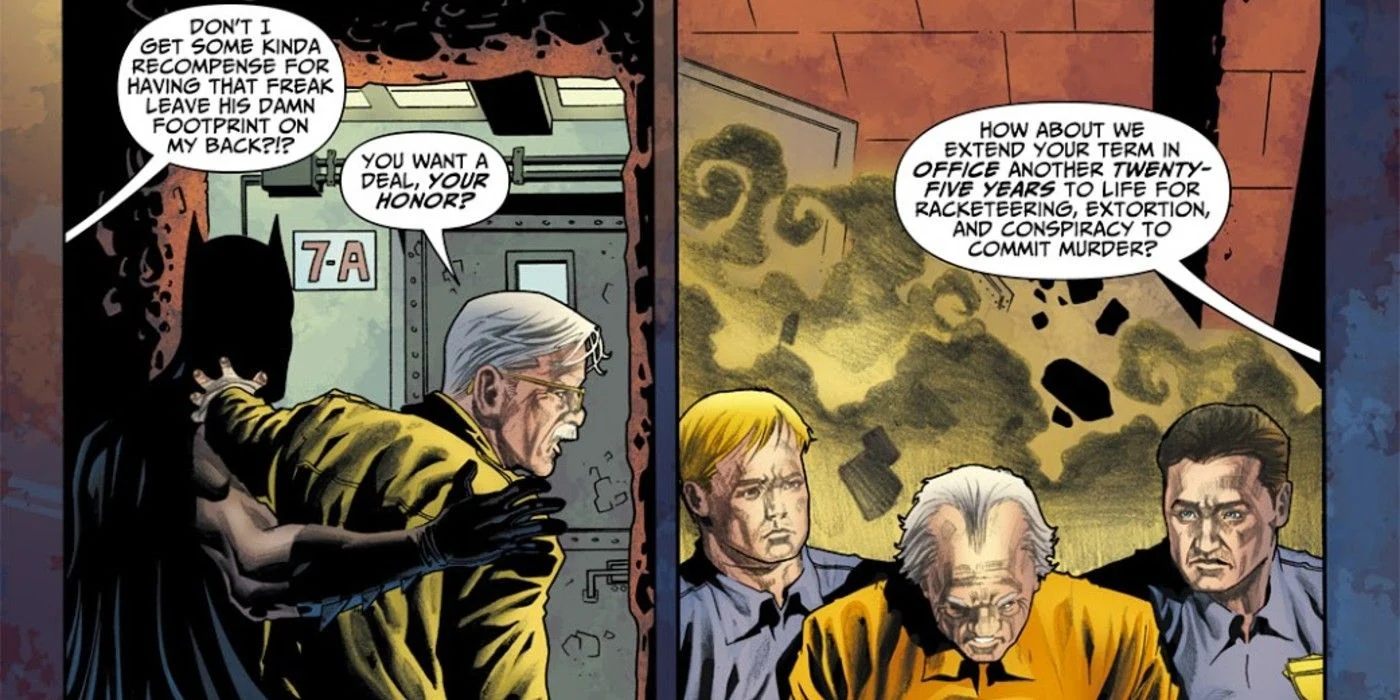 DON'T I
GET SOME KINDA
RECOMPENSE FOR
HAVING THAT FREAK
LEAVE HIS DAMN
FOOTPRINT ON
MY BACK?!?
YOU WANT A
DEAL, YOUR
HONOR?
7-A
HOW ABOUT WE
EXTEND YOUR TERM IN
OFFICE ANOTHER TWENTY-
FIVE YEARS TO LIFE FOR
RACKETEERING, EXTORTION,
AND CONSPIRACY TO
COMMIT MURDER?